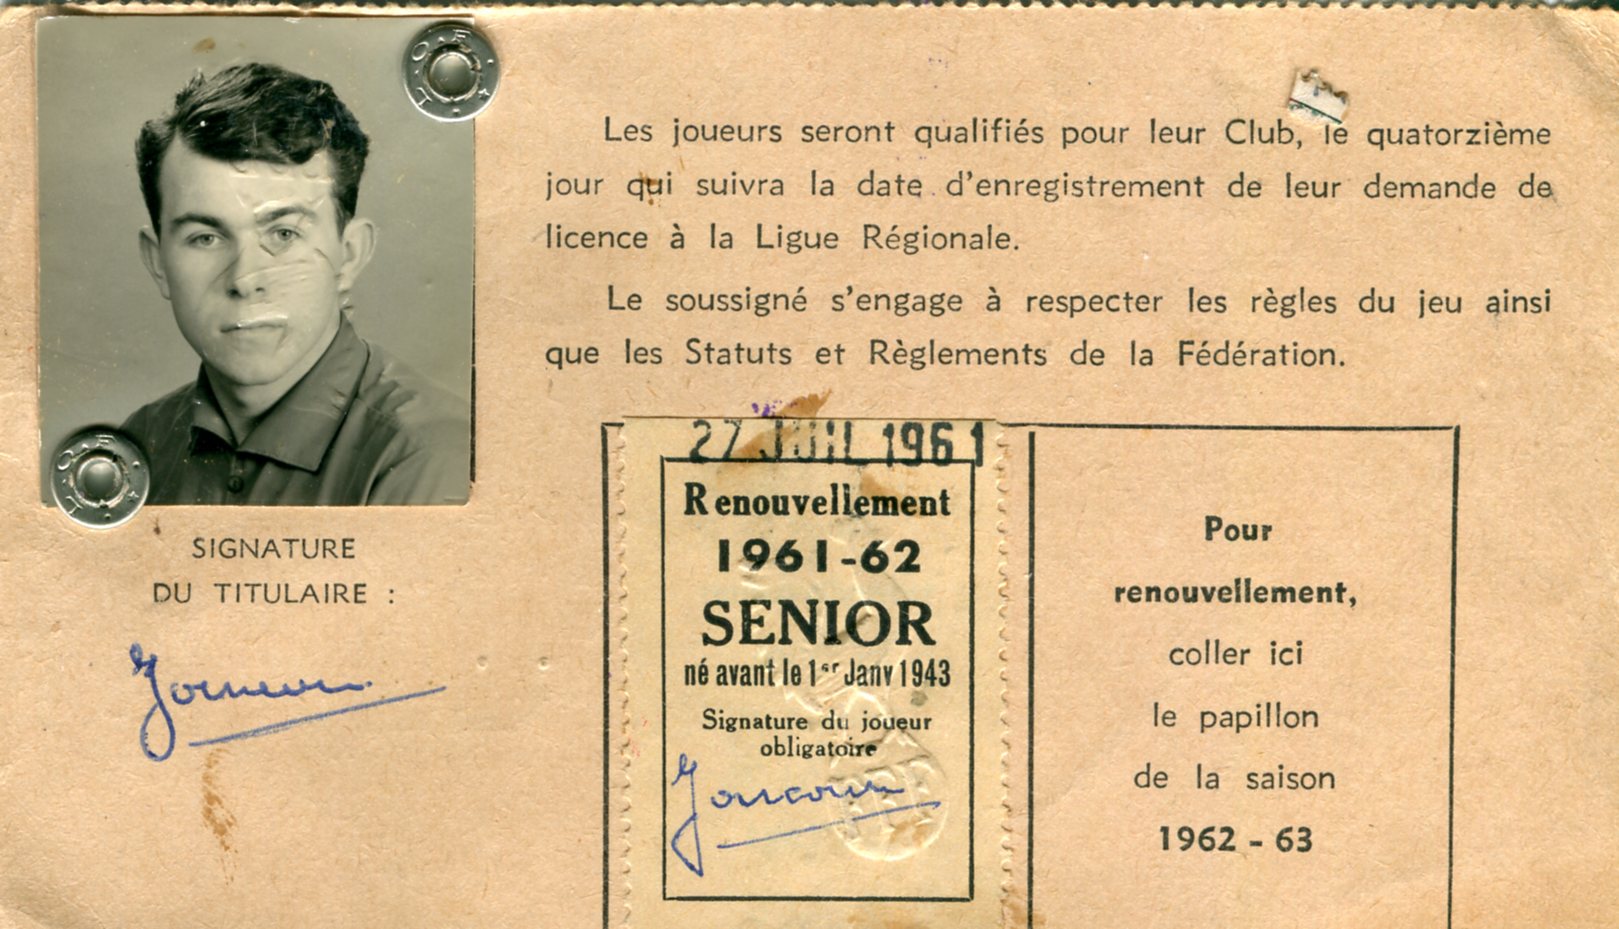 Les joueurs seront qualifiés pour leur Club, le quatorzième
jour qui suivra la date d'enregistrement de leur demande de
licence à la Ligue Régionale.
Le soussigné s'engage à respecter les règles du jeu ainsi
que les Statuts et Règlements de la Fédération.
SIGNATURE
DU TITULAIRE :
27 JUIL 1961
Renouvellement
1961-62
SENIOR
né avant le 1er Janv 1943
Signature du joueur
obligatoire
Pour
renouvellement,
coller ici
le papillon
de la saison
1962 - 63